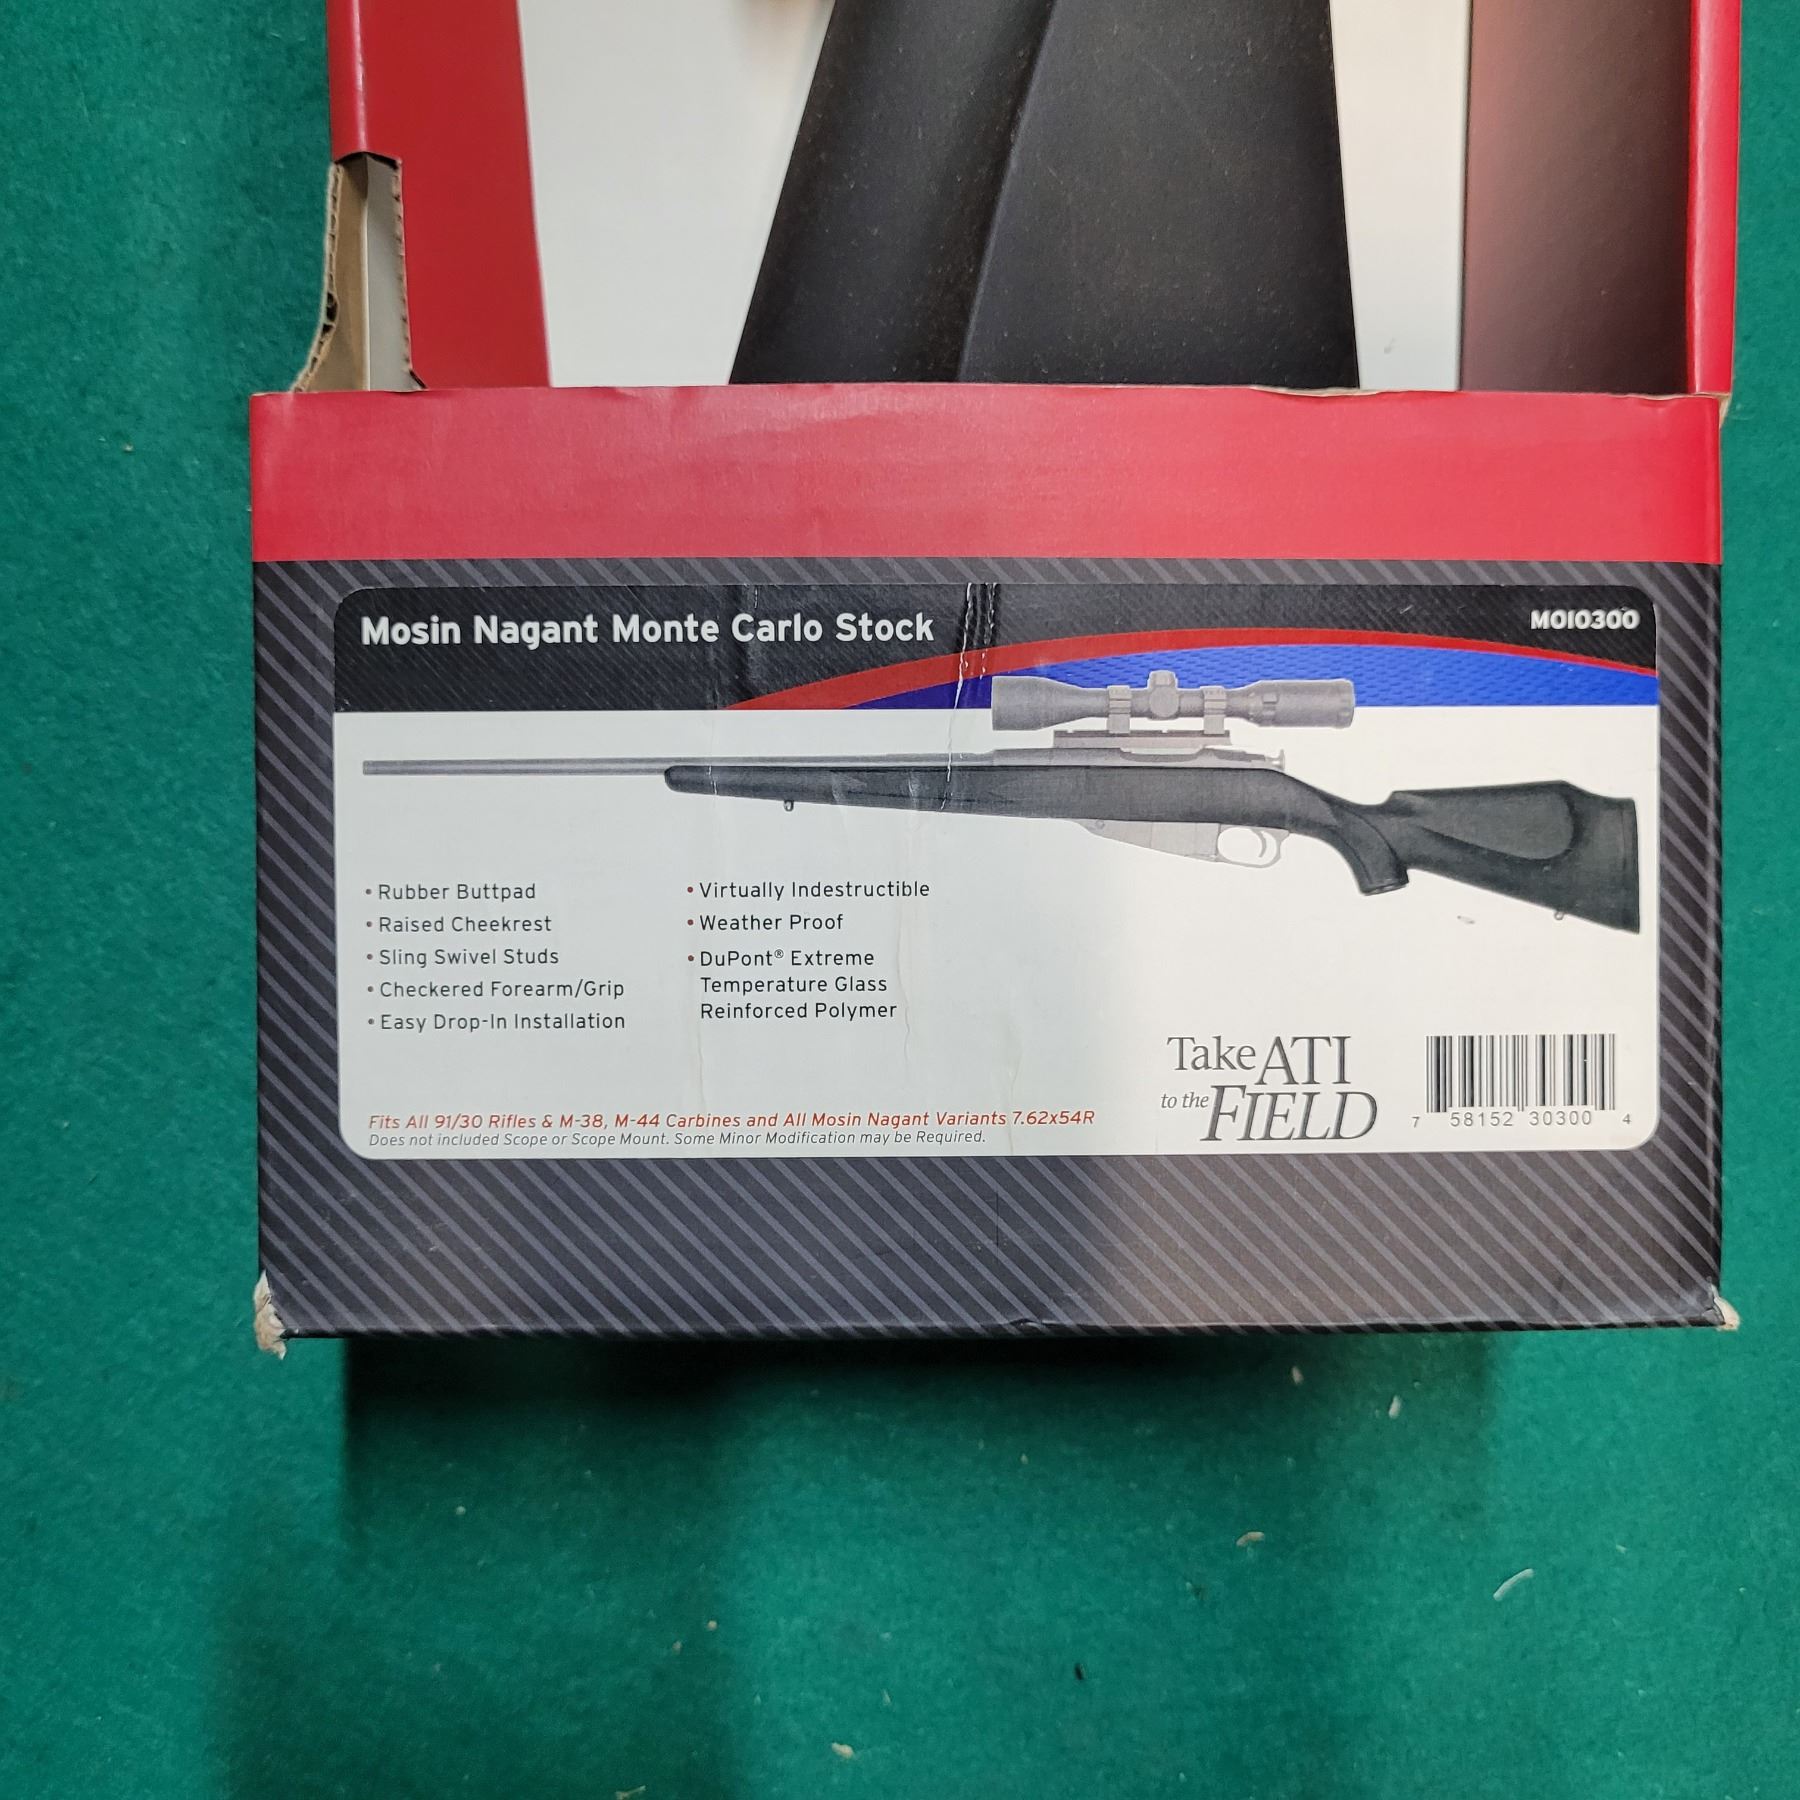 Mosin Nagant Monte Carlo Stock
MOI0300
• Rubber Buttpad
• Raised Cheekrest
• Sling Swivel Studs
• Checkered Forearm/Grip
• Easy Drop-In Installation
• Virtually Indestructible
• Weather Proof
• DuPont® Extreme
Temperature Glass
Reinforced Polymer
Fits All 91/30 Rifles & M-38, M-44 Carbines and All Mosin Nagant Variants 7.62x54R
Does not included Scope or Scope Mount. Some Minor Modification may be Required.
Take ATI
to the FIELD
7 58152 30300 4